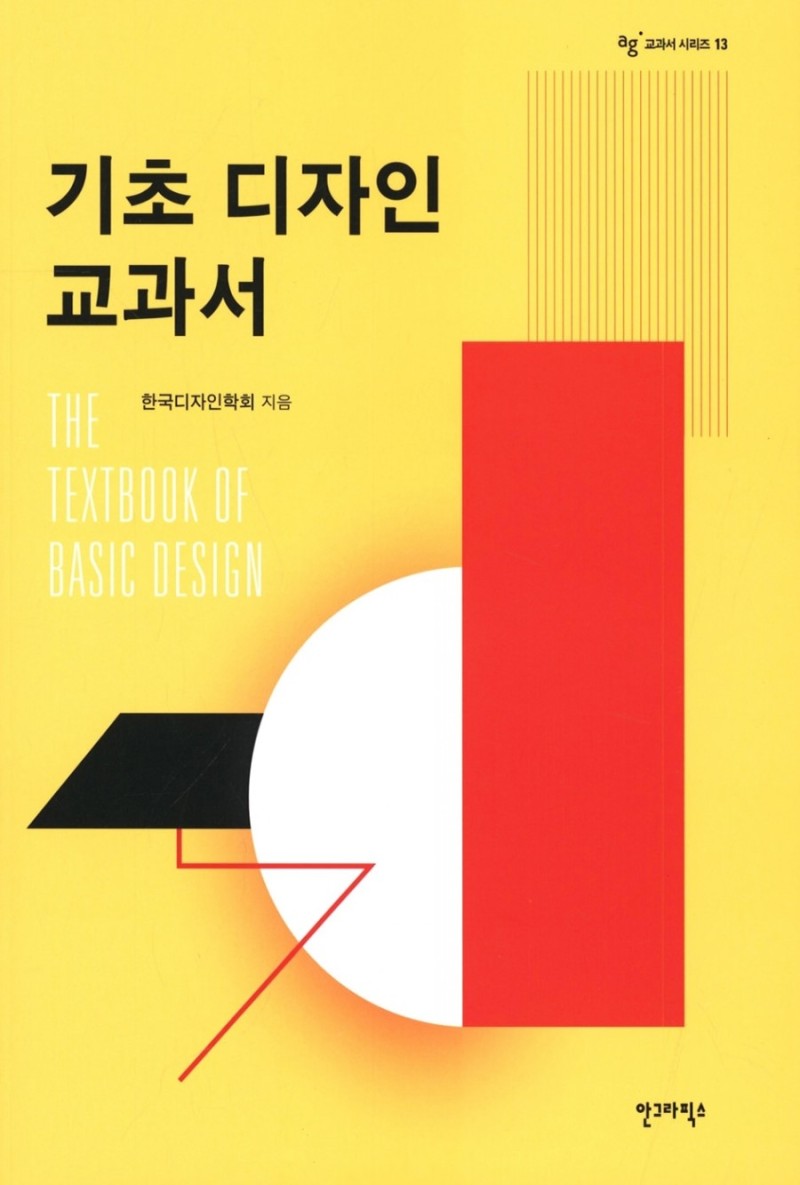 ag 교과서 시리즈 13
기초 디자인
교과서
한국디자인학회 지음
THE
TEXTBOOK OF
BASIC DESIGN
안그라픽스